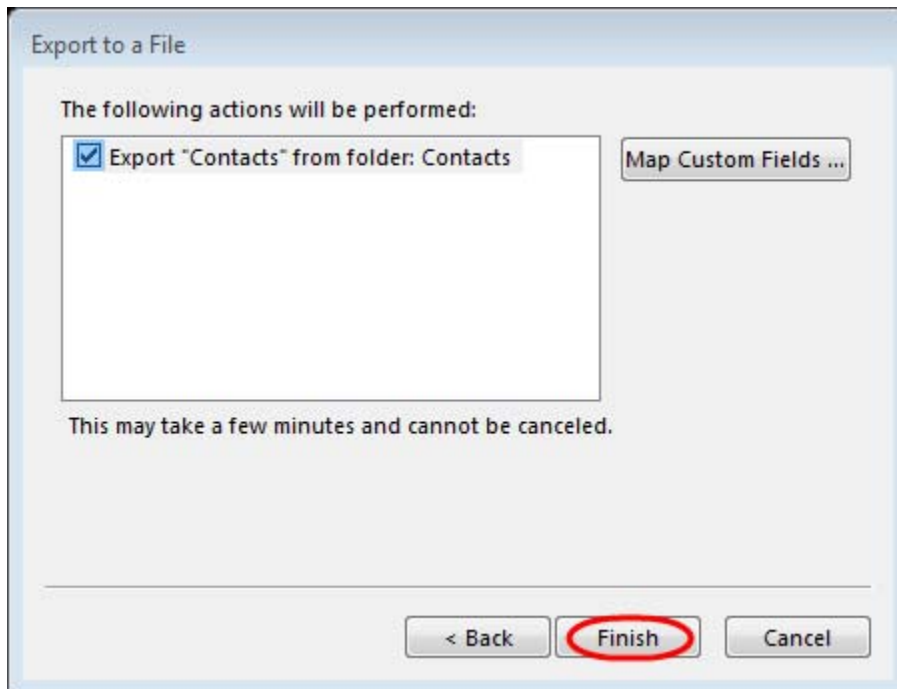 Export to a File
The following actions will be performed:
Export "Contacts" from folder: Contacts
Map Custom Fields ...
This may take a few minutes and cannot be canceled.
< Back
Finish
Cancel